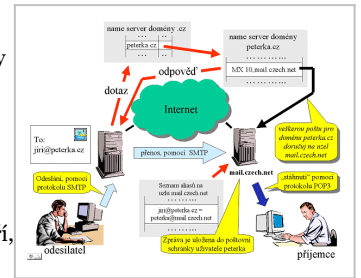 name server domény .cz
... ..
peterka.cz
.. ...
name server domény
peterka.cz
..............
MX 10,mail.czech.net
odpověď
dotaz
Internet
y
To:
jiri@peterka.cz
přenos, pomocí SMTP
veškerou poštu pro
doménu peterka.cz
doručuj na uzel
mail.czech.net
mail.czech.net
Odeslání, pomocí
protokolu SMTP
Seznam aliasů na
uzlu mail.czech.net
..........
jiri@peterka.cz =
peterka@mail.czech.net
..........
„stáhnutí“ pomocí
protokolu POP3
Zpráva je uložena do poštovní
schránky uživatele peterka
ří,
odesilatel
příjemce